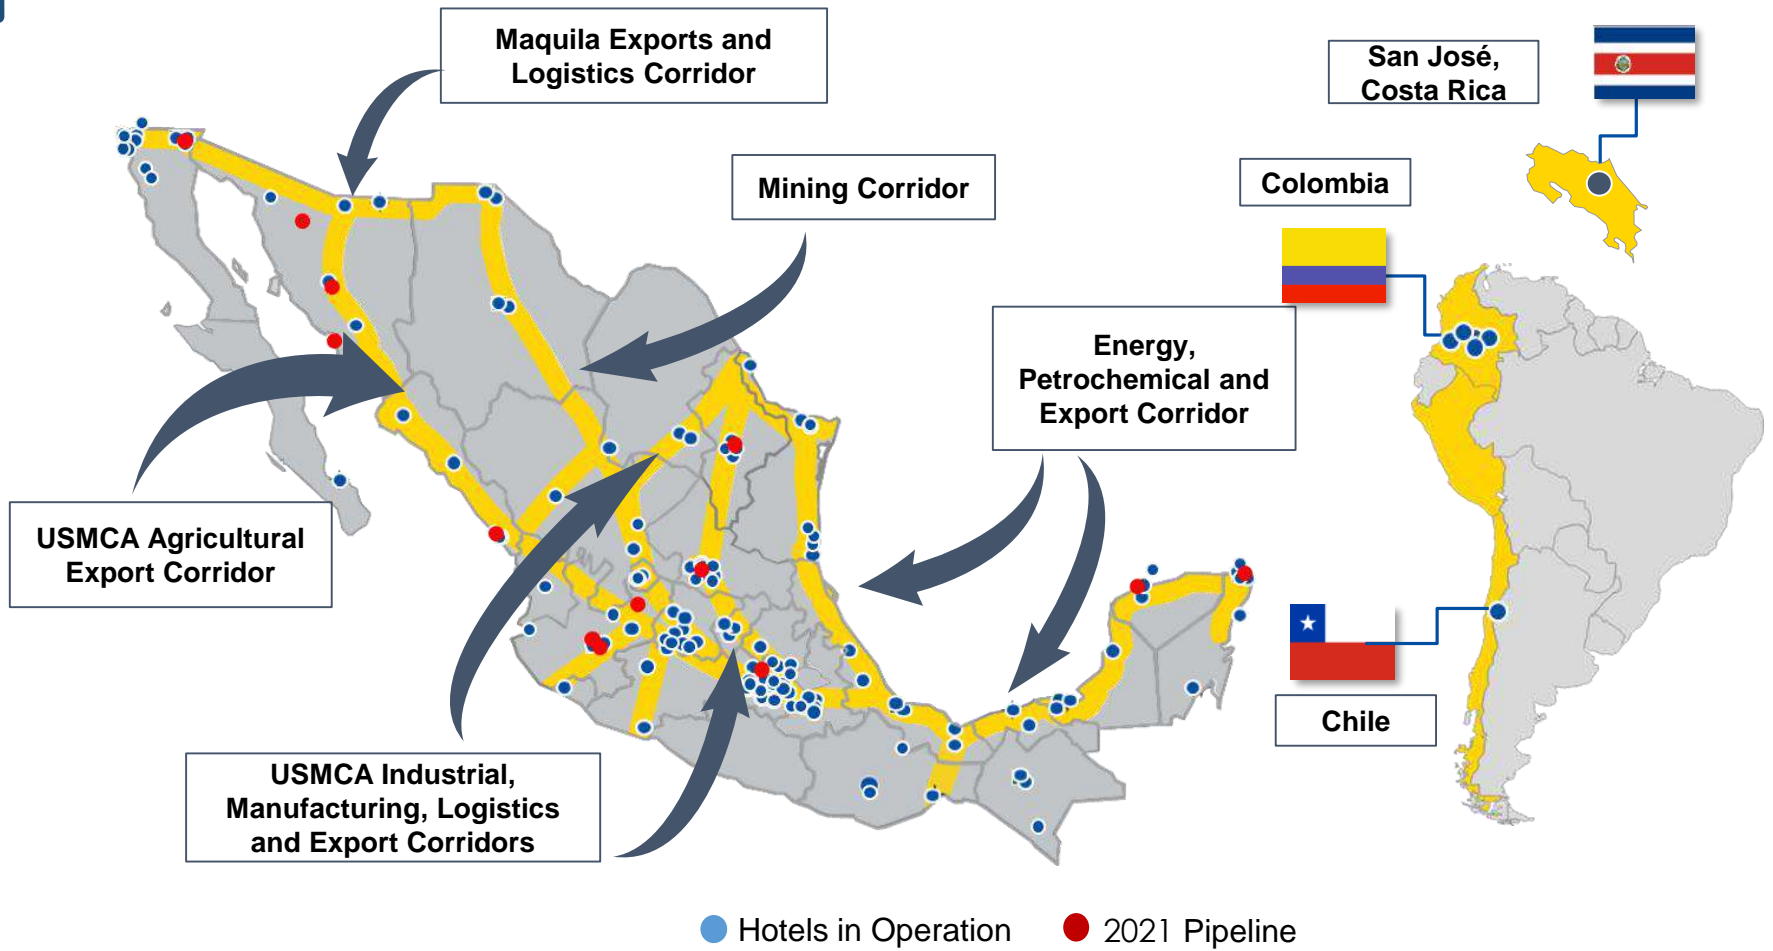 Maquila Exports and
Logistics Corridor
San José,
Costa Rica
Mining Corridor
Colombia
Energy,
Petrochemical and
Export Corridor
USMCA Agricultural
Export Corridor
Chile
USMCA Industrial,
Manufacturing, Logistics
and Export Corridors
Hotels in Operation
2021 Pipeline